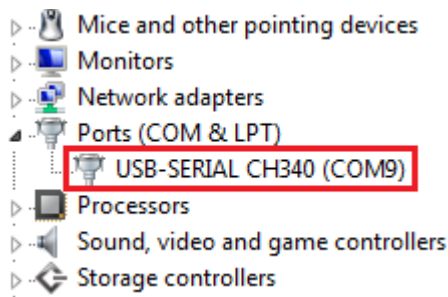 Mice and other pointing devices
Monitors
Network adapters
Ports (COM & LPT)
USB-SERIAL CH340 (COM9)
Processors
Sound, video and game controllers
Storage controllers